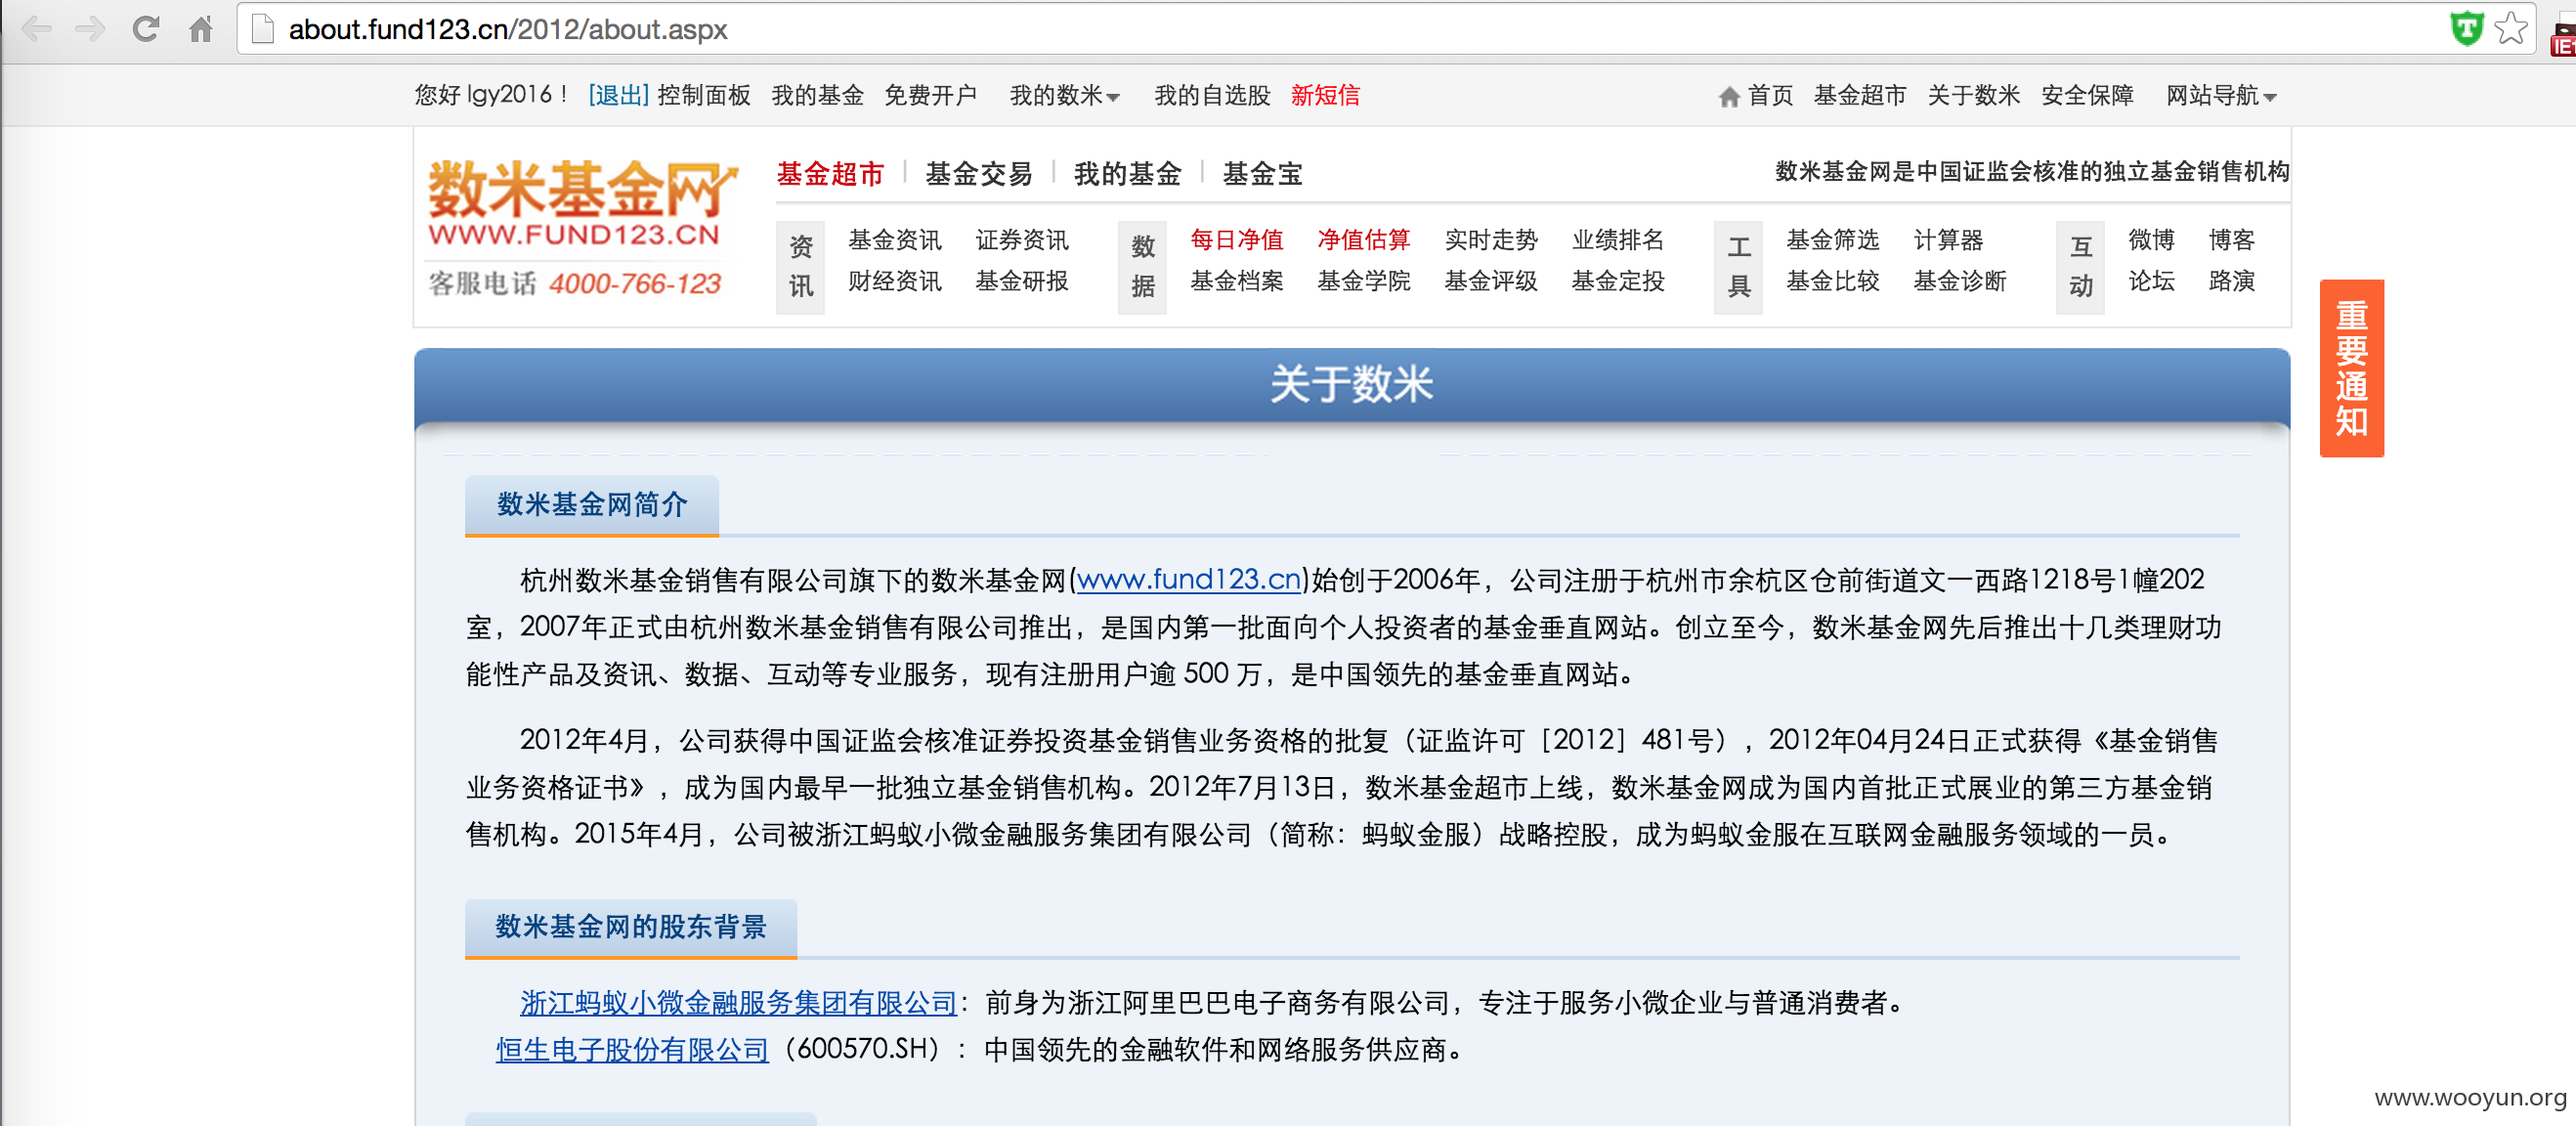 about.fund123.cn/2012/about.aspx
您好 lgy2016！ [退出] 控制面板 我的基金 免费开户 我的数米 我的自选股 新短信 首页 基金超市 关于数米 安全保障 网站导航
数米基金网
WWW.FUND123.CN
客服电话 4000-766-123
基金超市 基金交易 我的基金 基金宝
数米基金网是中国证监会核准的独立基金销售机构
资讯 基金资讯 证券资讯
财经资讯 基金研报
数据 每日净值 净值估算 实时走势 业绩排名
基金档案 基金学院 基金评级 基金定投
工具 基金筛选 计算器
基金比较 基金诊断
互动 微博 博客
论坛 路演
重要通知
关于数米
数米基金网简介
杭州数米基金销售有限公司旗下的数米基金网(www.fund123.cn)始创于2006年，公司注册于杭州市余杭区仓前街道文一西路1218号1幢202
室，2007年正式由杭州数米基金销售有限公司推出，是国内第一批面向个人投资者的基金垂直网站。创立至今，数米基金网先后推出十几类理财功
能性产品及资讯、数据、互动等专业服务，现有注册用户逾 500 万，是中国领先的基金垂直网站。
2012年4月，公司获得中国证监会核准证券投资基金销售业务资格的批复（证监许可［2012］481号），2012年04月24日正式获得《基金销售
业务资格证书》，成为国内最早一批独立基金销售机构。2012年7月13日，数米基金超市上线，数米基金网成为国内首批正式展业的第三方基金销
售机构。2015年4月，公司被浙江蚂蚁小微金融服务集团有限公司（简称：蚂蚁金服）战略控股，成为蚂蚁金服在互联网金融服务领域的一员。
数米基金网的股东背景
浙江蚂蚁小微金融服务集团有限公司：前身为浙江阿里巴巴电子商务有限公司，专注于服务小微企业与普通消费者。
恒生电子股份有限公司（600570.SH）：中国领先的金融软件和网络服务供应商。
www.wooyun.org